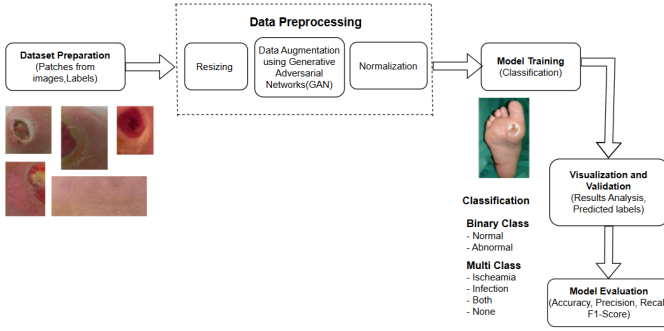 Data Preprocessing
Dataset Preparation
(Patches from
images,Labels)
Resizing
Data Augmentation
using Generative
Adversarial
Networks(GAN)
Normalization
Model Training
(Classification)
Classification
Binary Class
- Normal
- Abnormal
Multi Class
- Ischeamia
- Infection
- Both
- None
Visualization and
Validation
(Results Analysis,
Predicted labels)
Model Evaluation
(Accuracy, Precision, Recall
F1-Score)